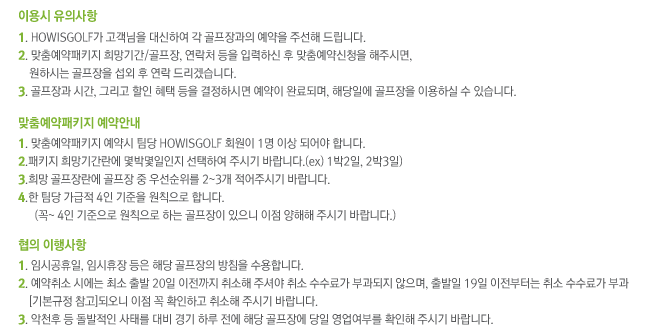 이용시 유의사항
1. HOWISGOLF가 고객님을 대신하여 각 골프장과의 예약을 주선해 드립니다.
2. 맞춤예약패키지 희망기간/골프장, 연락처 등을 입력하신 후 맞춤예약신청을 해주시면,
원하시는 골프장을 섭외 후 연락 드리겠습니다.
3. 골프장과 시간, 그리고 할인 혜택 등을 결정하시면 예약이 완료되며, 해당일에 골프장을 이용하실 수 있습니다.
맞춤예약패키지 예약안내
1. 맞춤예약패키지 예약시 팀당 HOWISGOLF 회원이 1명 이상 되어야 합니다.
2.패키지 희망기간란에 몇박몇일인지 선택하여 주시기 바랍니다.(ex) 1박2일, 2박3일)
3.희망 골프장란에 골프장 중 우선순위를 2~3개 적어주시기 바랍니다.
4.한 팀당 가급적 4인 기준을 원칙으로 합니다.
(꼭~ 4인 기준으로 원칙으로 하는 골프장이 있으니 이점 양해해 주시기 바랍니다.)
협의 이행사항
1. 임시공휴일, 임시휴장 등은 해당 골프장의 방침을 수용합니다.
2. 예약취소 시에는 최소 출발 20일 이전까지 취소해 주셔야 취소 수수료가 부과되지 않으며, 출발일 19일 이전부터는 취소 수수료가 부과
[기본규정 참고]되오니 이점 꼭 확인하고 취소해 주시기 바랍니다.
3. 악천후 등 돌발적인 사태를 대비 경기 하루 전에 해당 골프장에 당일 영업여부를 확인해 주시기 바랍니다.